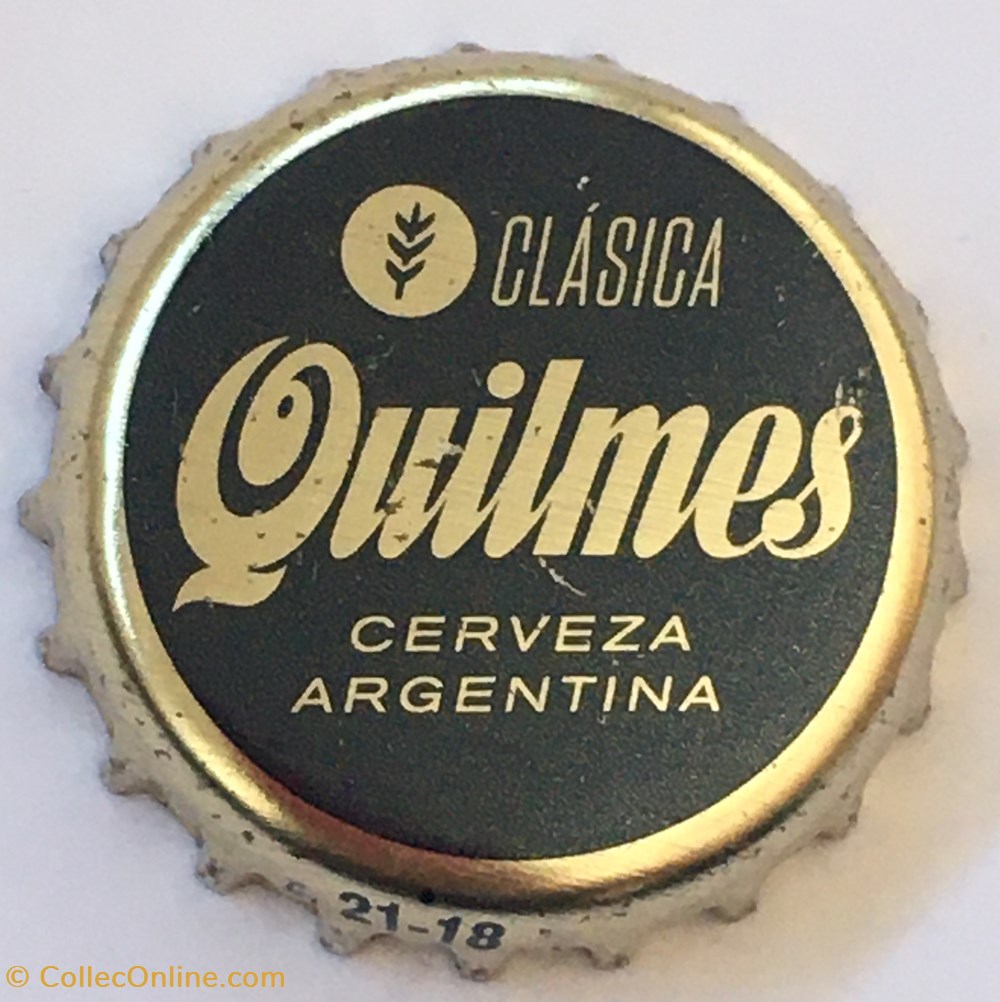 CLÁSICA
Quilmes
CERVEZA
ARGENTINA
21-18
© CollecOnline.com